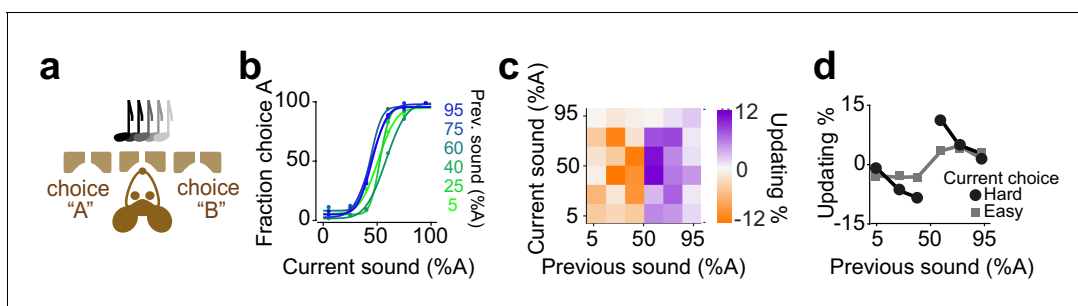 a
choice
“A”
choice
“B”
b
Fraction choice A
100
50
0
0
50
100
Current sound (%A)
95
75
60
40
25
5
Prev. sound (%A)
c
Current sound (%A)
95
50
5
5
50
95
Previous sound (%A)
12
0
-12
Updating %
d
Updating %
15
0
-15
Current choice
Hard
Easy
5
50
95
Previous sound (%A)